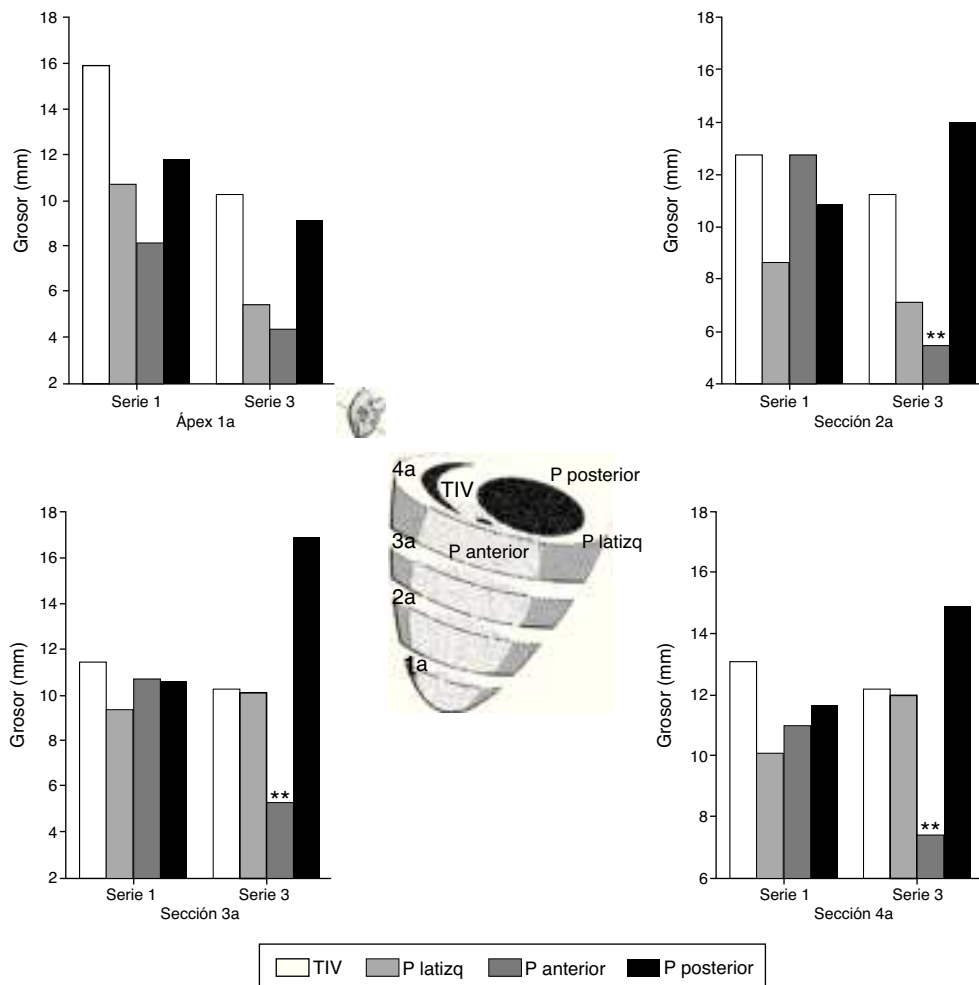 18
16
14
12
10
8
6
4
2
Grosor (mm)
Serie 1
Serie 3
Ápex 1a
18
16
14
12
10
8
6
4
Grosor (mm)
**
Serie 1
Serie 3
Sección 2a
4a
TIV
P posterior
3a
P anterior
P latizq
2a
1a
18
16
14
12
10
8
6
4
2
Grosor (mm)
**
Serie 1
Serie 3
Sección 3a
18
16
14
12
10
8
6
Grosor (mm)
**
Serie 1
Serie 3
Sección 4a
TIV P latizq P anterior P posterior